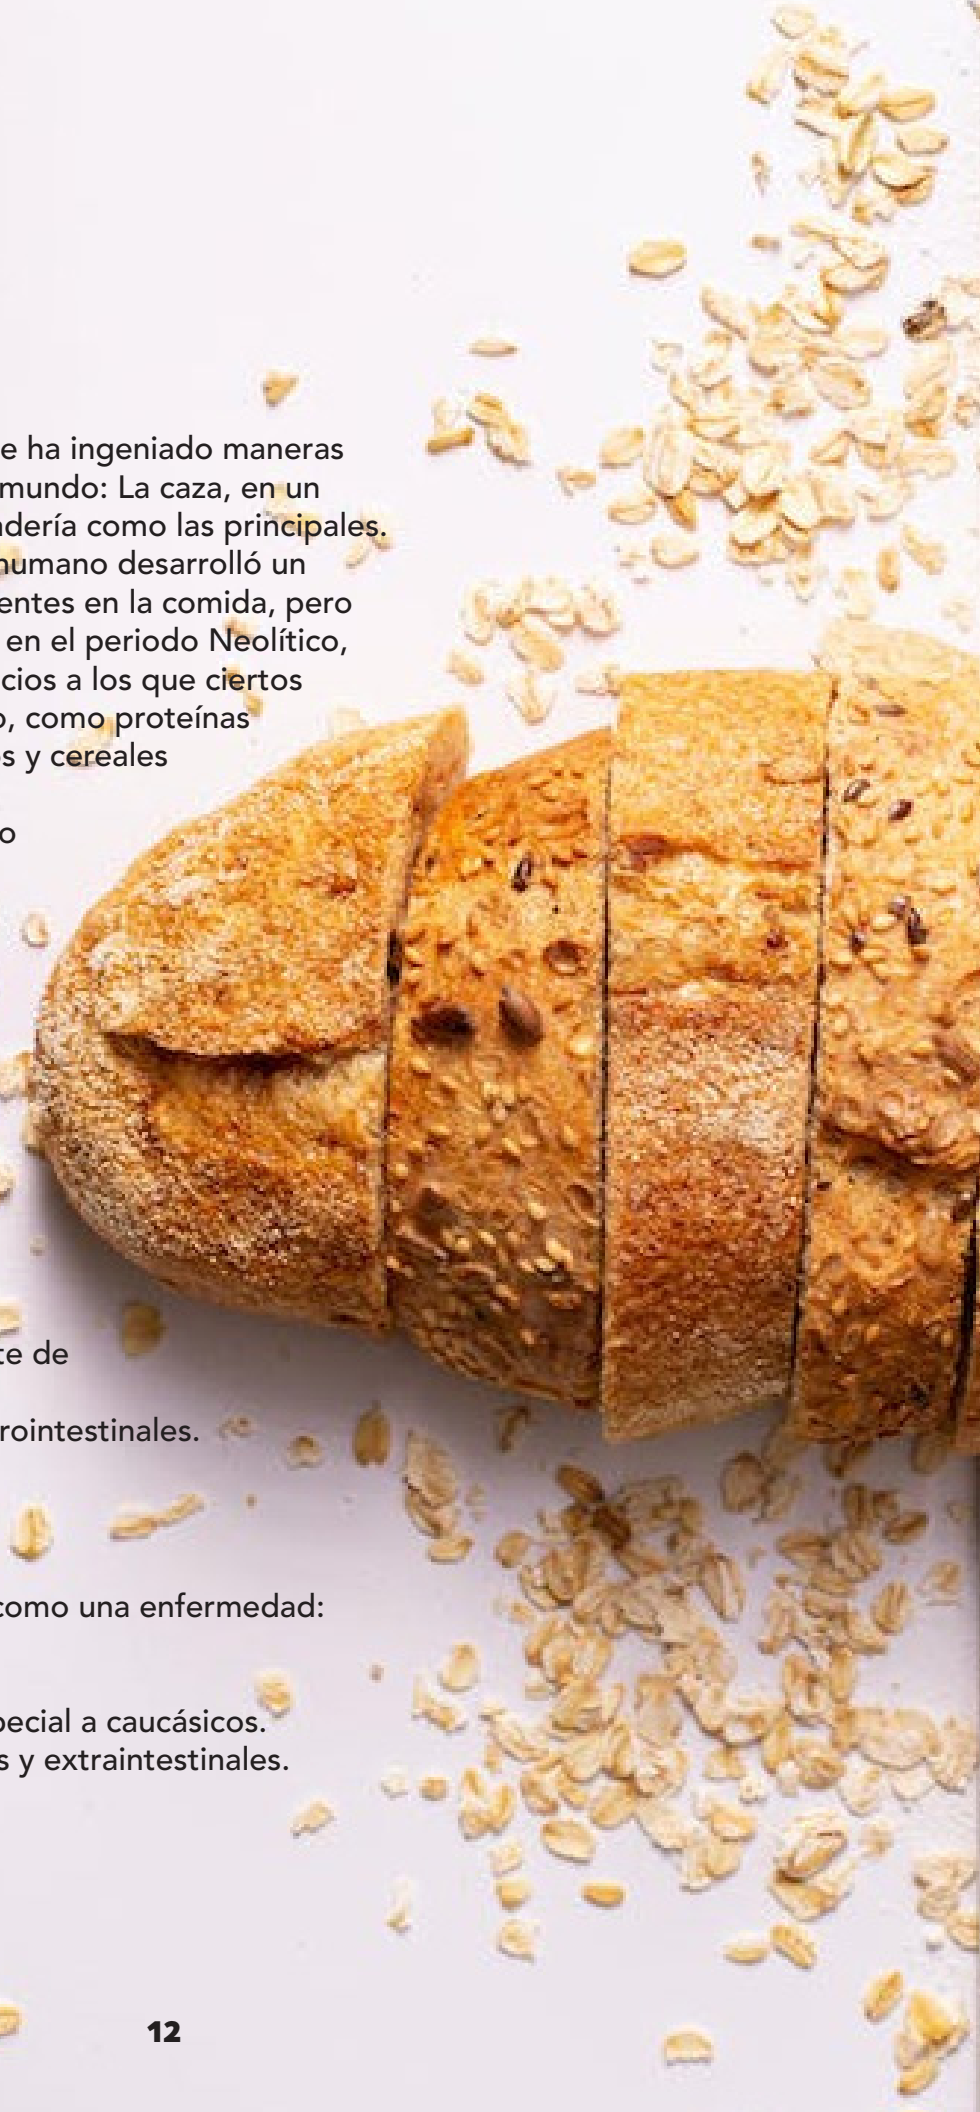 e ha ingeniado maneras
mundo: La caza, en un
adería como las principales.
humano desarrolló un
entes en la comida, pero
en el periodo Neolítico,
cios a los que ciertos
o, como proteínas
s y cereales
o
te de
rointestinales.
como una enfermedad:
pecial a caucásicos.
s y extraintestinales.
12